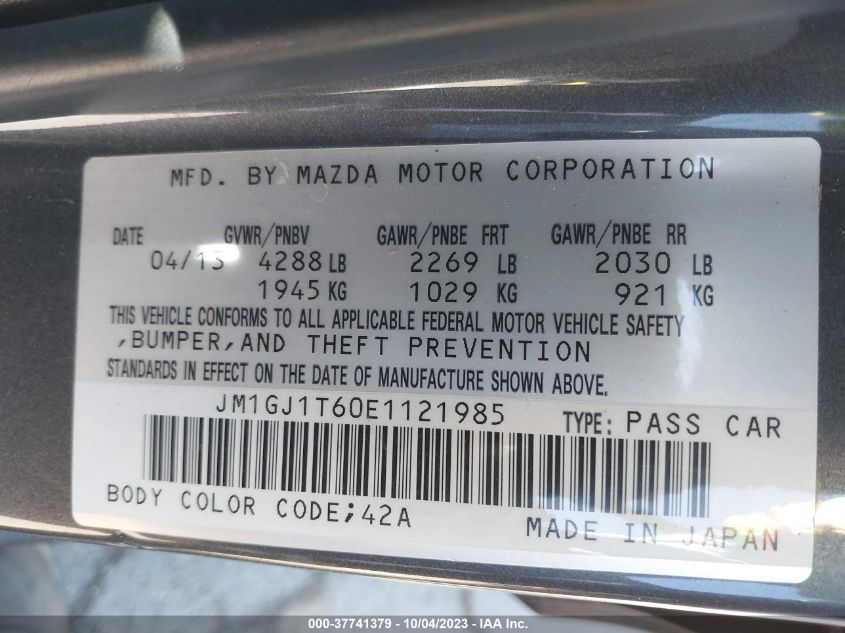 MFD. BY MAZDA MOTOR CORPORATION
DATE GVWR/PNBV GAWR/PNBE FRT GAWR/PNBE RR
04/13 4288 LB 2269 LB 2030 LB
1945 KG 1029 KG 921 KG
THIS VEHICLE CONFORMS TO ALL APPLICABLE FEDERAL MOTOR VEHICLE SAFETY
,BUMPER,AND THEFT PREVENTION
STANDARDS IN EFFECT ON THE DATE OF MANUFACTURE SHOWN ABOVE.
JM1GJ1T60E1121985 TYPE: PASS CAR
BODY COLOR CODE;42A
MADE IN JAPAN
000-37741379 - 10/04/2023 - IAA Inc.